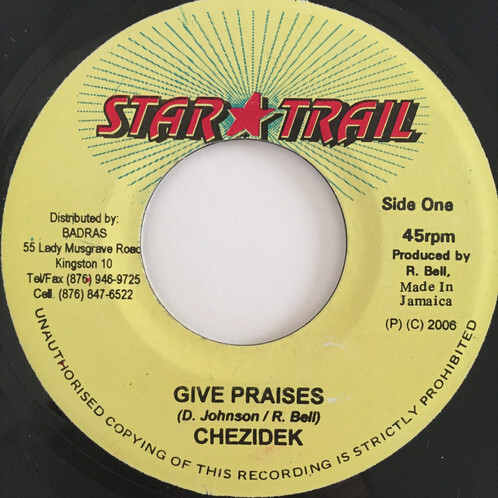 STAR TRAIL
Side One
45rpm
Produced by
R. Bell,
Made In
Jamaica
(P) (C) 2006
Distributed by:
BADRAS
55 Lady Musgrave Road
Kingston 10
Tel/Fax (876) 946-9725
Cell. (876) 847-6522
GIVE PRAISES
(D. Johnson / R. Bell)
CHEZIDEK
UNAUTHORISED COPYING OF THIS RECORDING IS STRICTLY PROHIBITED